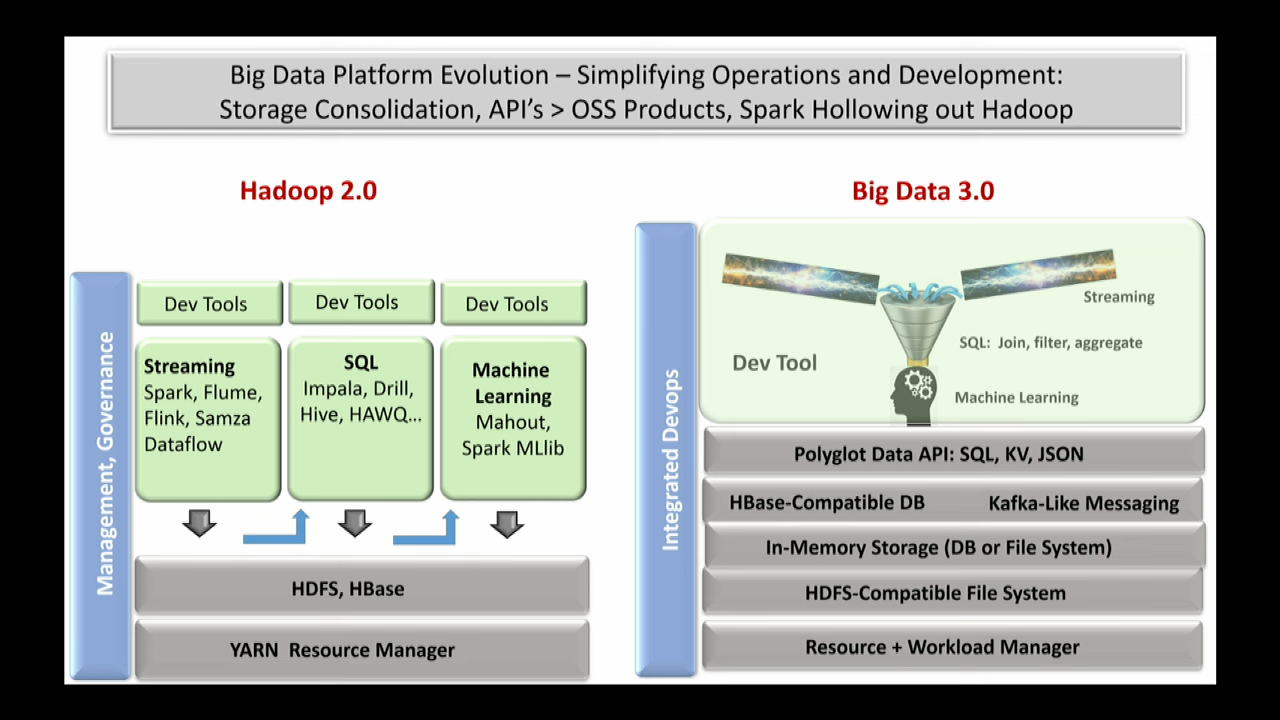 Big Data Platform Evolution – Simplifying Operations and Development:
Storage Consolidation, API's > OSS Products, Spark Hollowing out Hadoop
Hadoop 2.0
Management, Governance
Dev Tools
Dev Tools
Dev Tools
Streaming
Spark, Flume,
Flink, Samza
Dataflow
SQL
Impala, Drill,
Hive, HAWQ...
Machine
Learning
Mahout,
Spark MLlib
HDFS, HBase
YARN Resource Manager
Big Data 3.0
Integrated Devops
Streaming
SQL: Join, filter, aggregate
Dev Tool
Machine Learning
Polyglot Data API: SQL, KV, JSON
HBase-Compatible DB
Kafka-Like Messaging
In-Memory Storage (DB or File System)
HDFS-Compatible File System
Resource + Workload Manager